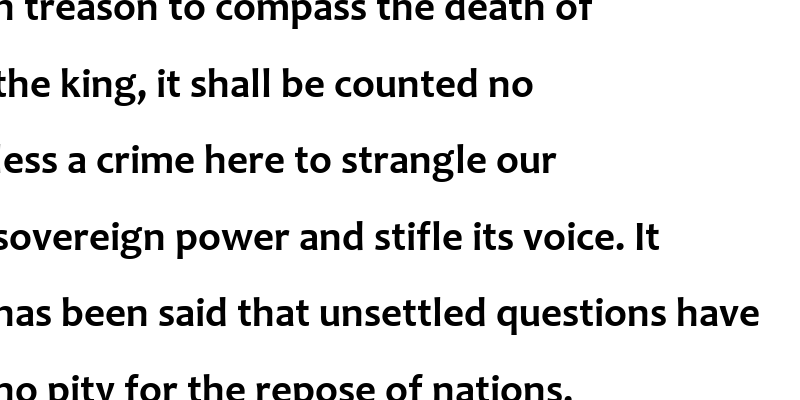 treason to compass the death of
the king, it shall be counted no
less a crime here to strangle our
sovereign power and stifle its voice. It
has been said that unsettled questions have
no pity for the repose of nations.